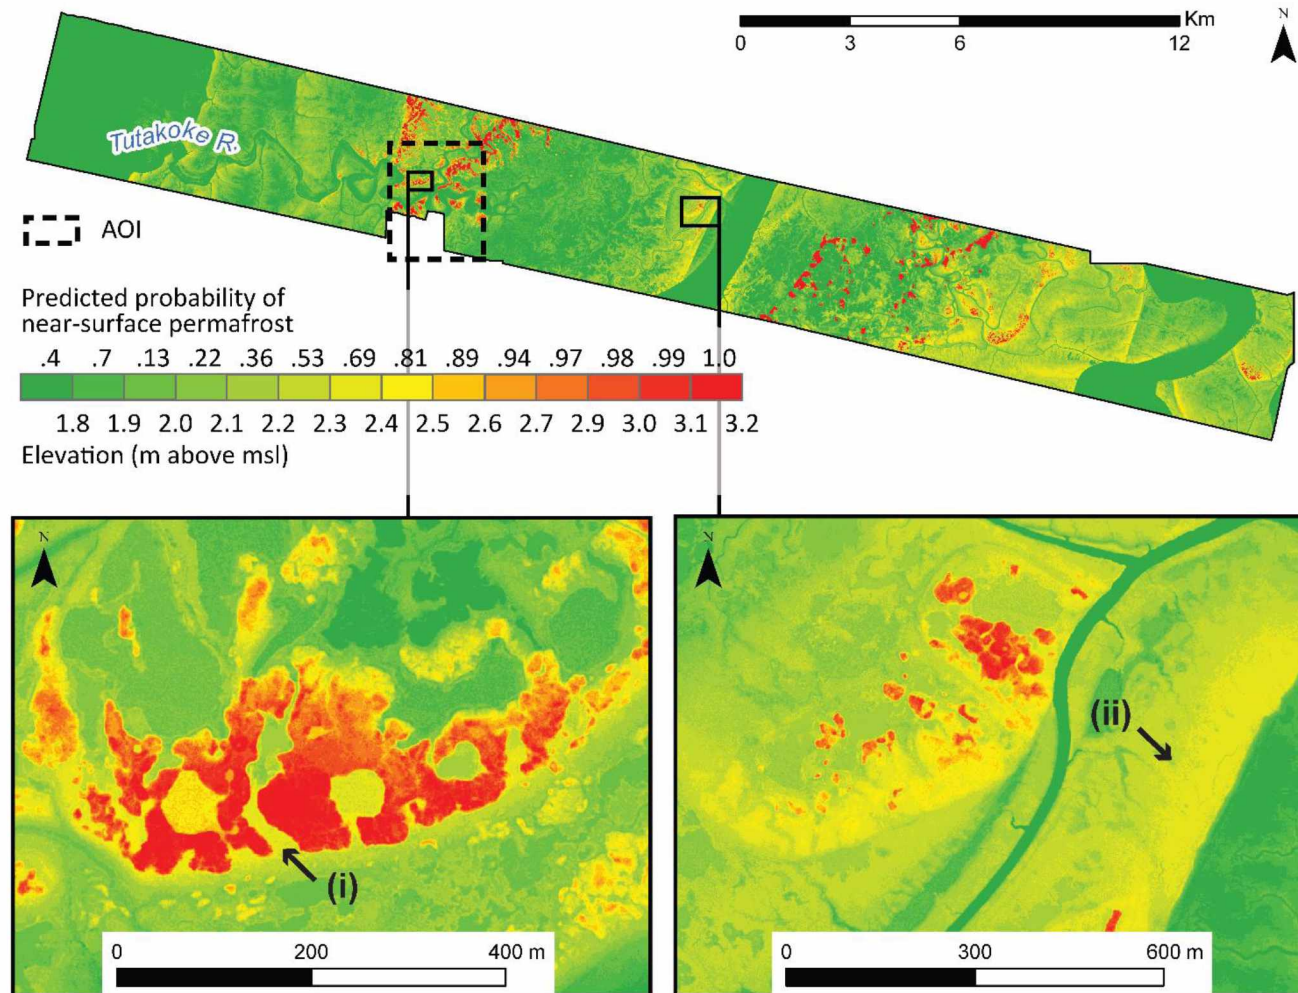 Km
0 3 6 12
N
Tutakoke R.
AOI
Predicted probability of
near-surface permafrost
.4 .7 .13 .22 .36 .53 .69 .81 .89 .94 .97 .98 .99 1.0
1.8 1.9 2.0 2.1 2.2 2.3 2.4 2.5 2.6 2.7 2.9 3.0 3.1 3.2
Elevation (m above msl)
N
(i)
0 200 400 m
N
(ii)
0 300 600 m